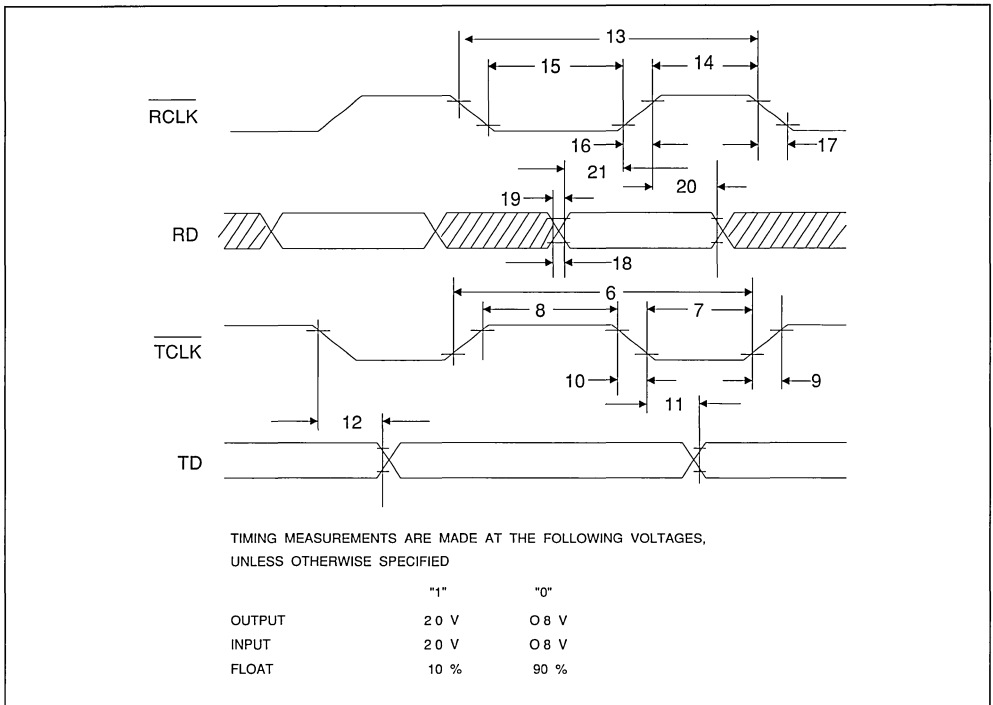 13
15 14
RCLK
16 17
21
20
19
RD
18
6
8 7
TCLK
10 9
11
12
TD
TIMING MEASUREMENTS ARE MADE AT THE FOLLOWING VOLTAGES,
UNLESS OTHERWISE SPECIFIED
"1" "0"
OUTPUT 2 0 V O 8 V
INPUT 2 0 V O 8 V
FLOAT 10 % 90 %